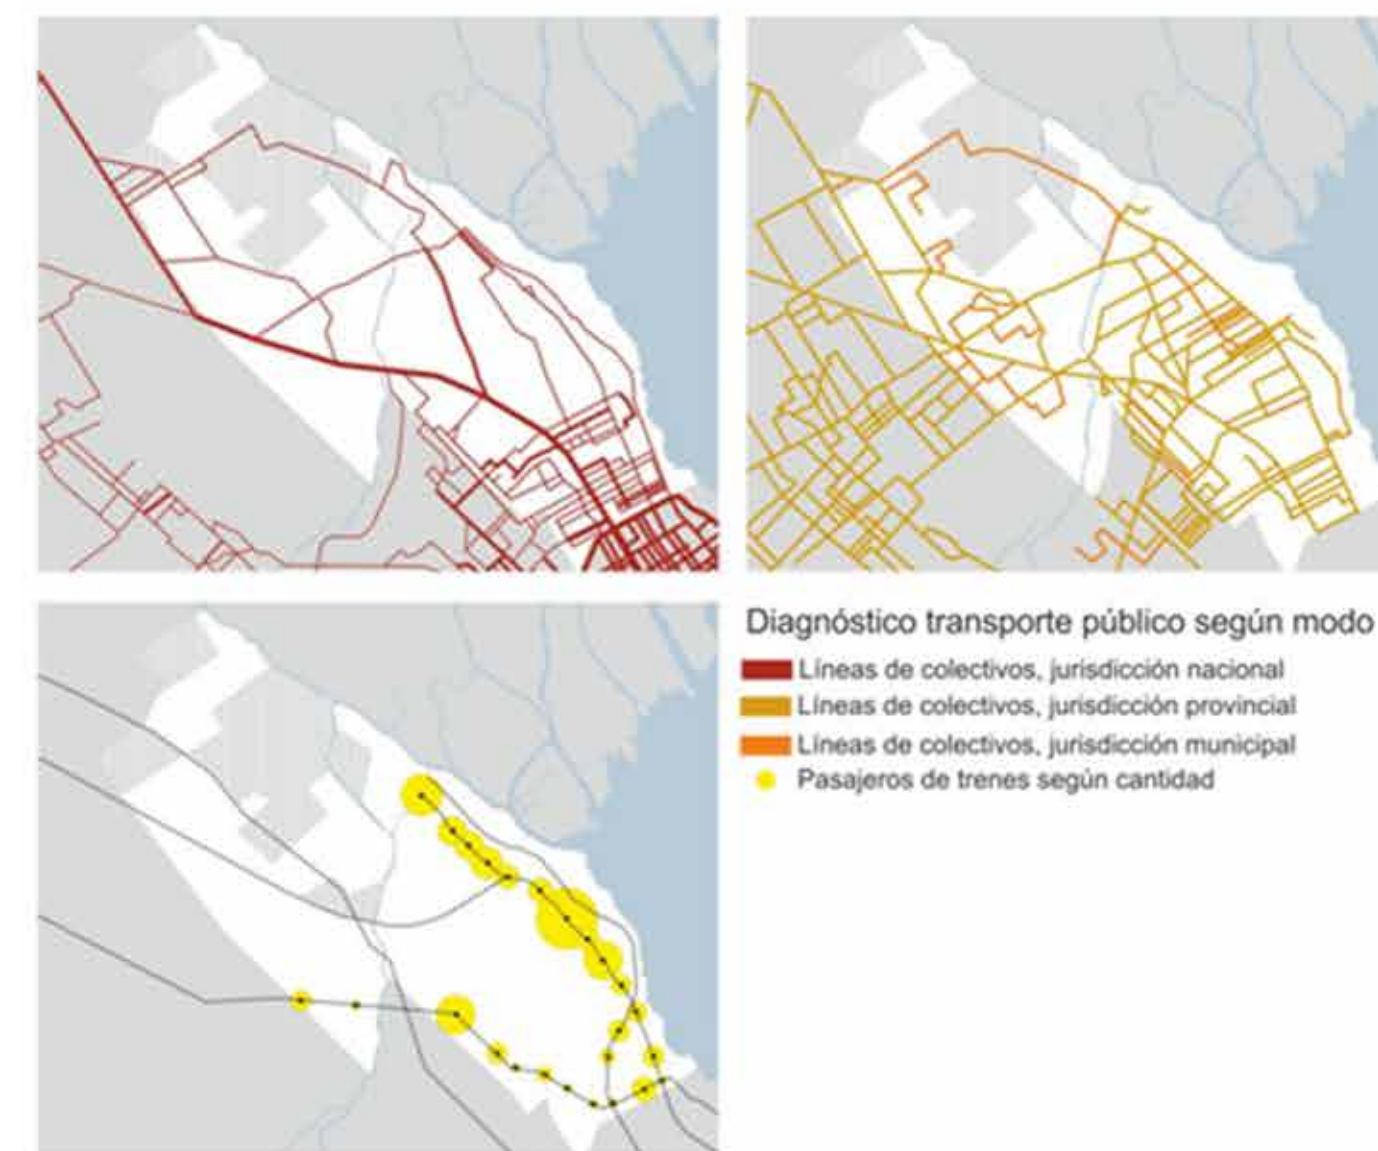 Diagnóstico transporte público según modo
Líneas de colectivos, jurisdicción nacional
Líneas de colectivos, jurisdicción provincial
Líneas de colectivos, jurisdicción municipal
Pasajeros de trenes según cantidad